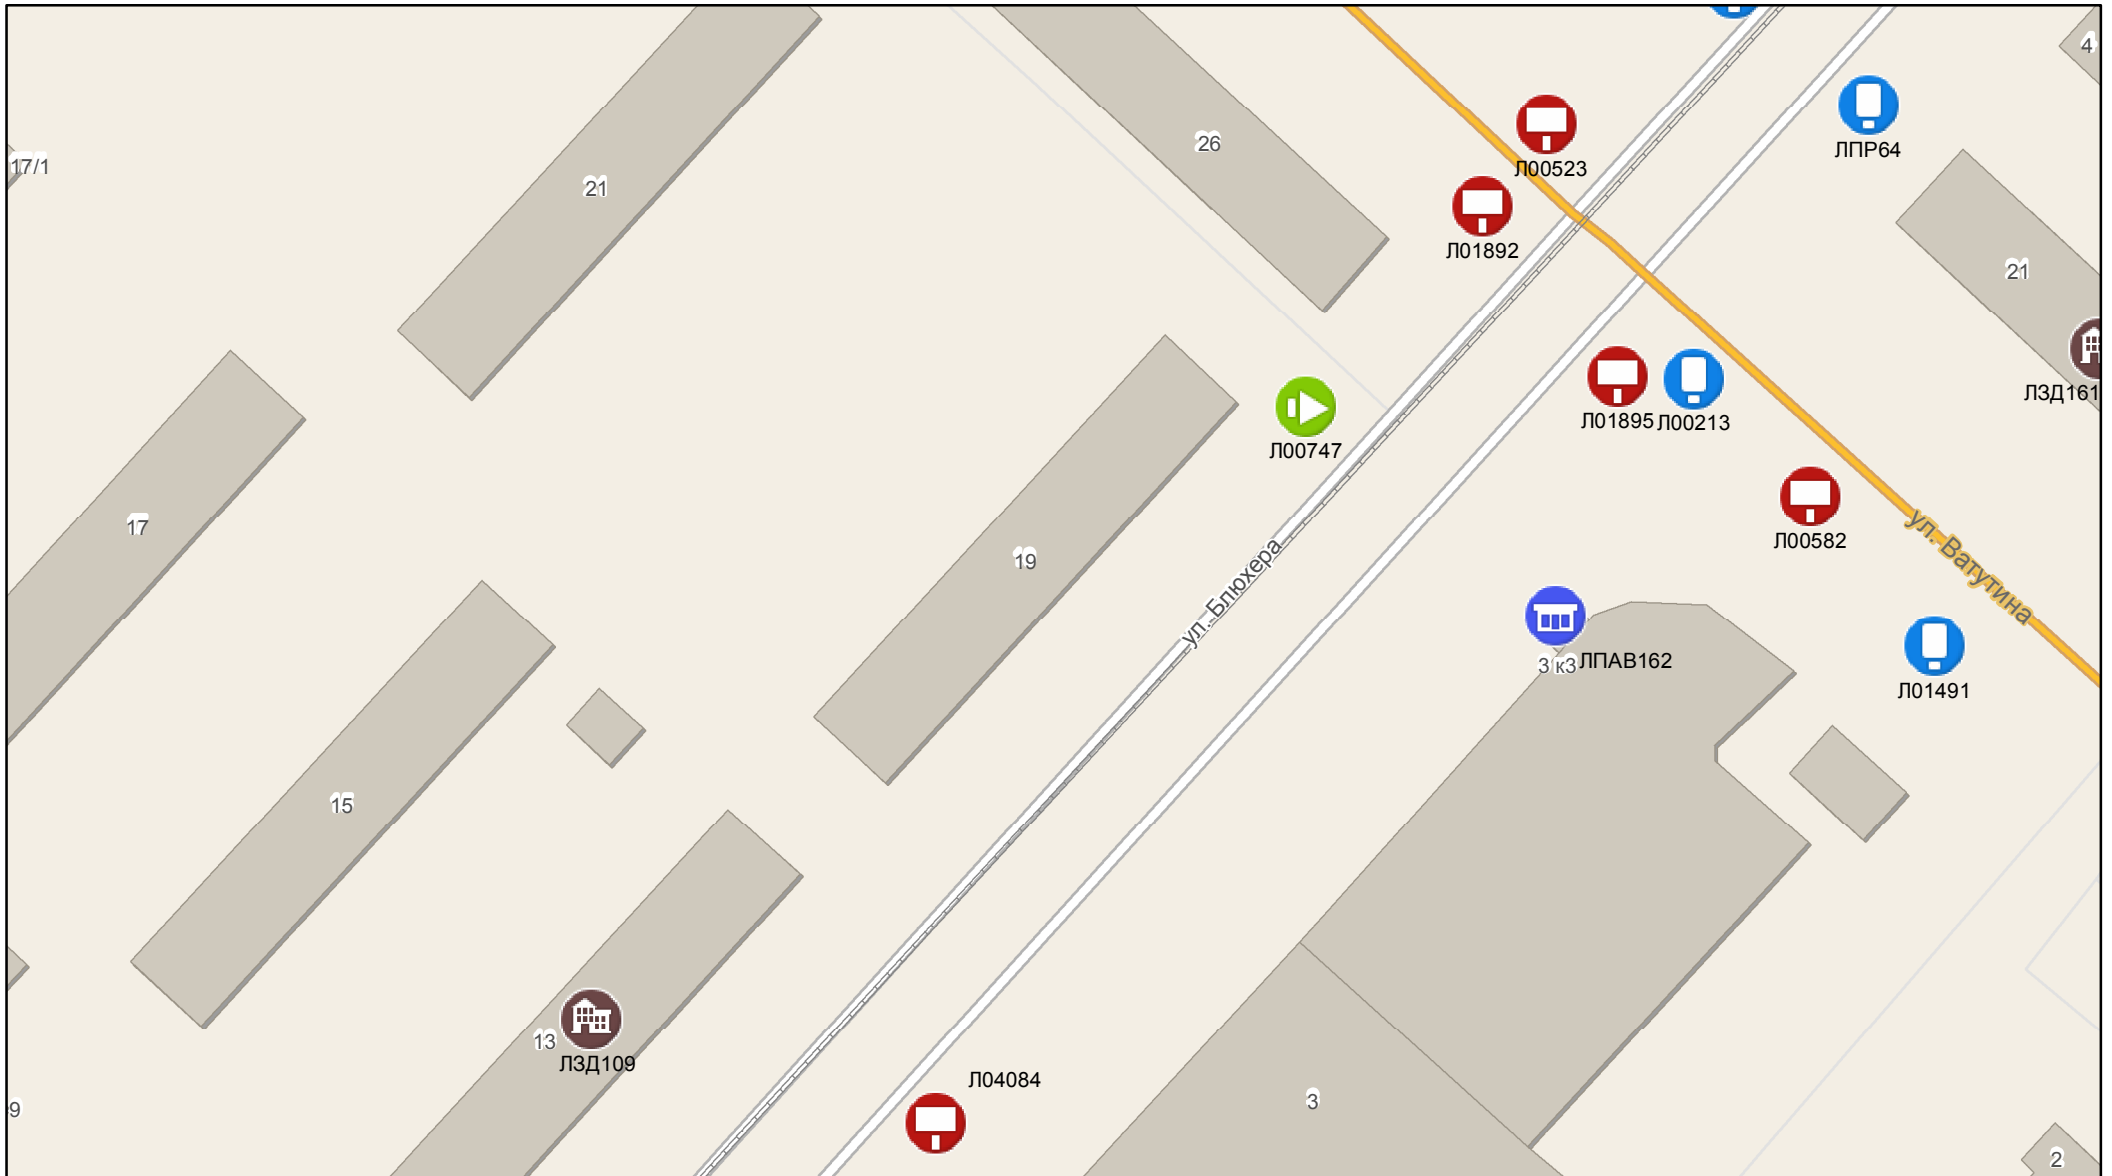 4
Л00523
ЛПР64
26
17/1
21
Л01892
21
ЛЗД161
Л01895
Л00213
Л00747
17
Л00582
ул. Ватутина
19
ул. Блюхера
3 к3
ЛПАВ162
Л01491
15
13
ЛЗД109
Л04084
3
9
2